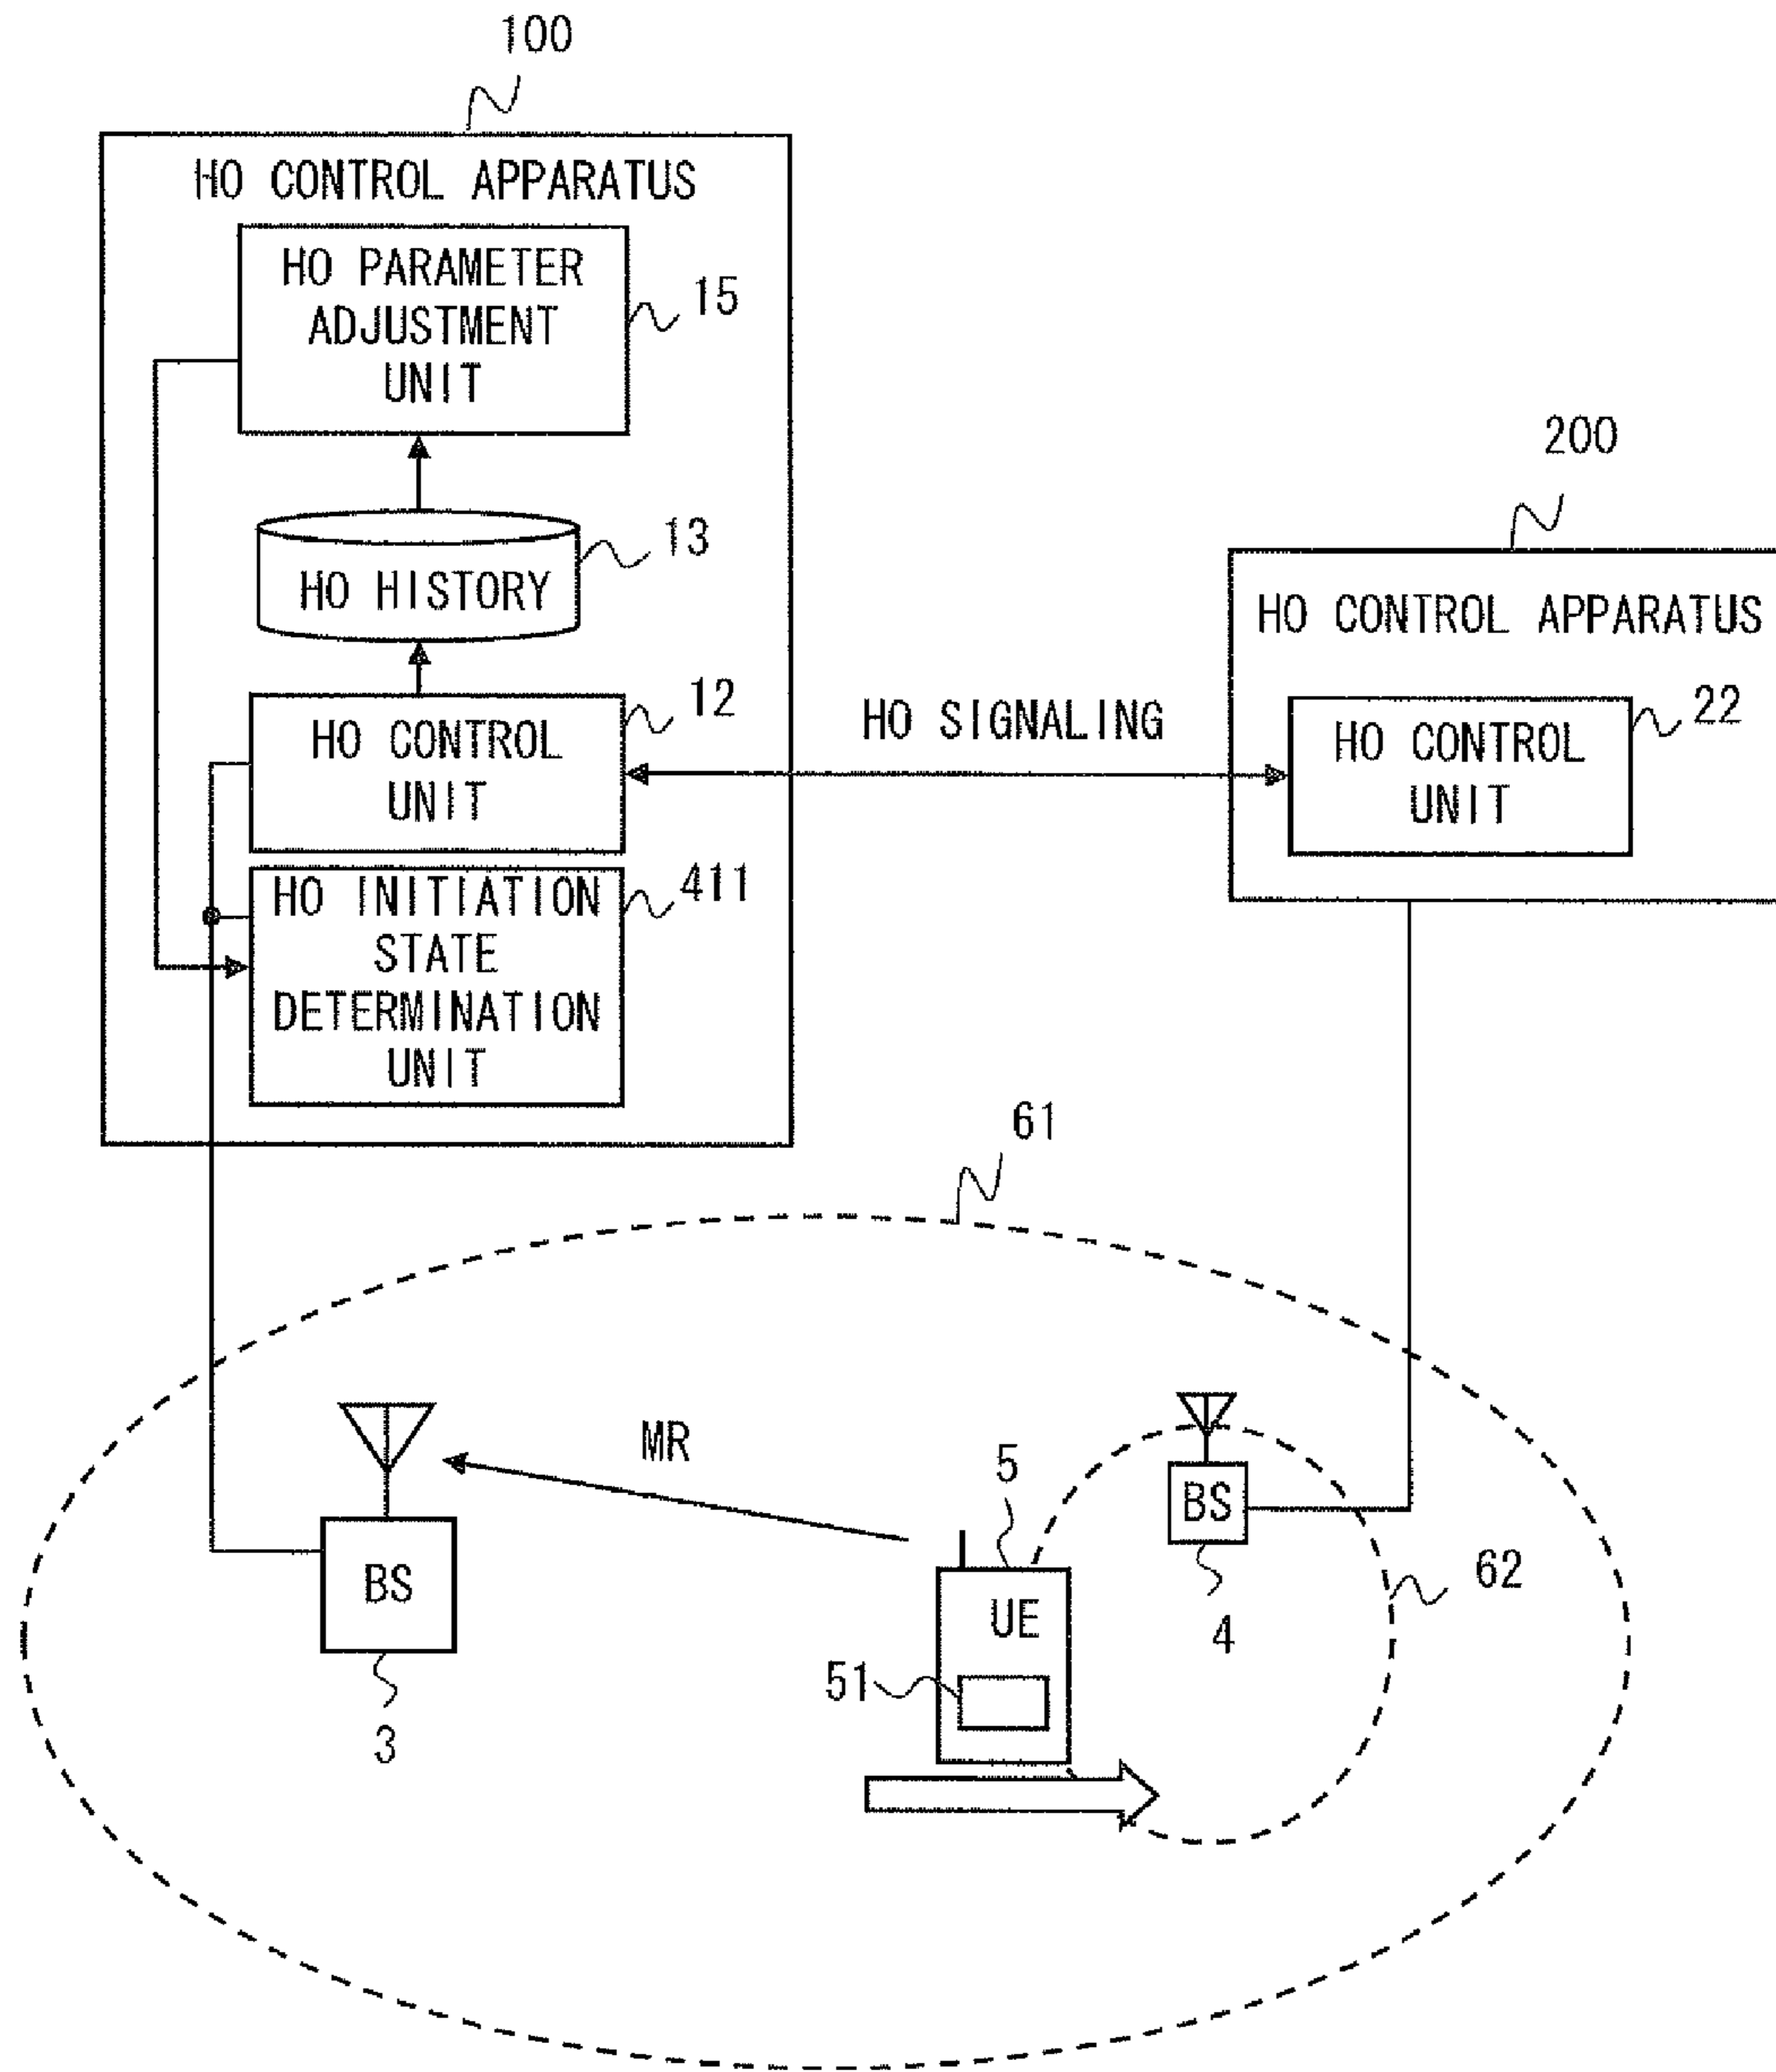 100
HO CONTROL APPARATUS
HO PARAMETER
ADJUSTMENT
UNIT
15
13
HO HISTORY
12
HO CONTROL
UNIT
HO INITIATION
STATE
DETERMINATION
UNIT
411
HO SIGNALING
200
HO CONTROL APPARATUS
22
HO CONTROL
UNIT
61
MR
5
BS
4
62
BS
3
UE
51